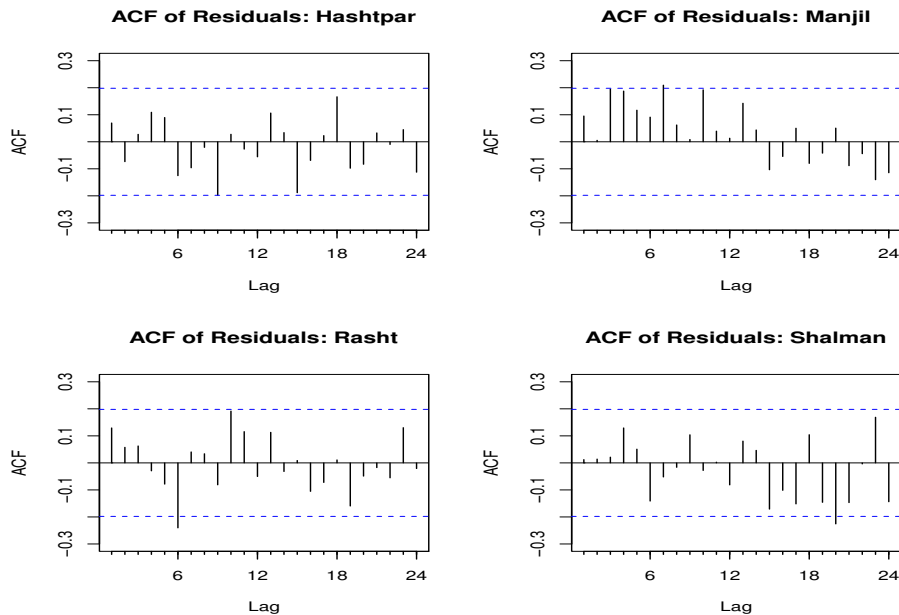 ACF of Residuals: Hashtpar
ACF
0.3
0.1
−0.1
−0.3
6 12 18 24
Lag
ACF of Residuals: Manjil
ACF
0.3
0.1
−0.1
−0.3
6 12 18 24
Lag
ACF of Residuals: Rasht
ACF
0.3
0.1
−0.1
−0.3
6 12 18 24
Lag
ACF of Residuals: Shalman
ACF
0.3
0.1
−0.1
−0.3
6 12 18 24
Lag